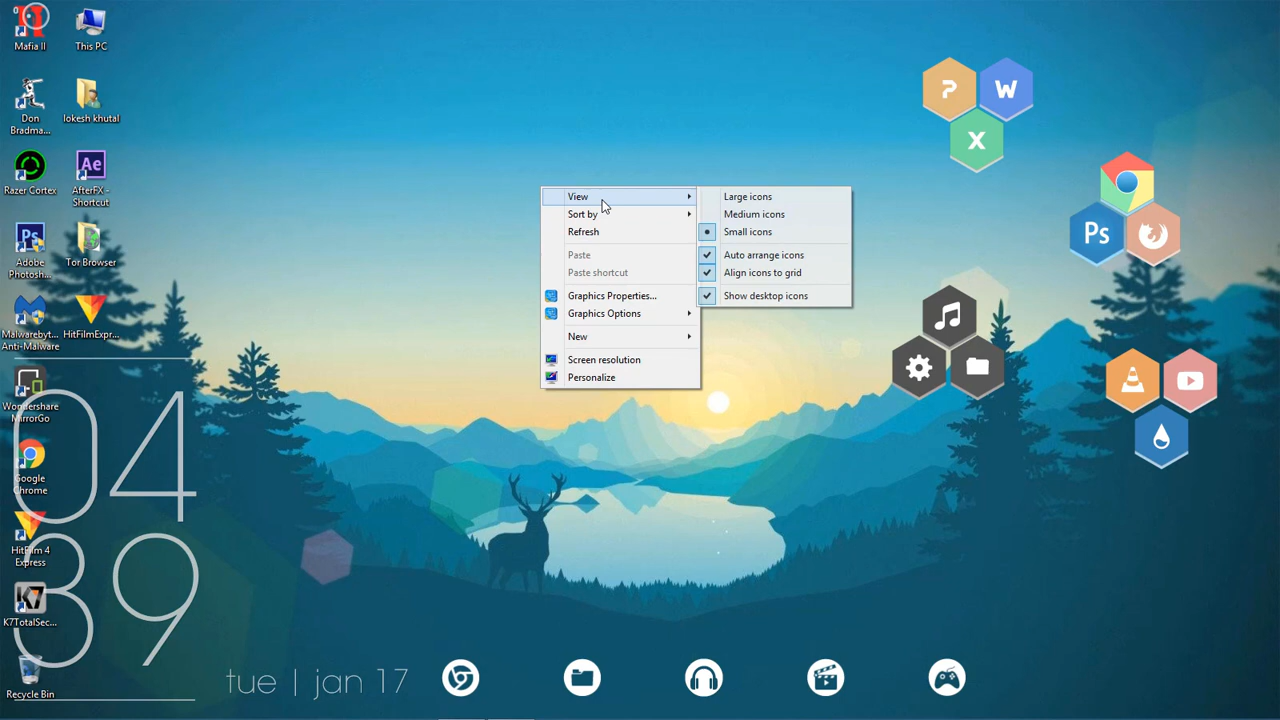 Mafia II
This PC
Don
Bradma...
lokesh khutal
Razer Cortex
Ae
AfterFX -
Shortcut
Ps
Adobe
Photosh...
Tor Browser
Malwarebyt...
Anti-Malware
HitFilmExpr...
Wondershare
MirrorGo
Google
Chrome
HitFilm 4
Express
K7
K7TotalSec...
Recycle Bin
04
39
tue | jan 17
View
Sort by
Refresh
Paste
Paste shortcut
Graphics Properties...
Graphics Options
New
Screen resolution
Personalize
Large icons
Medium icons
Small icons
Auto arrange icons
Align icons to grid
Show desktop icons
P
W
X
Ps